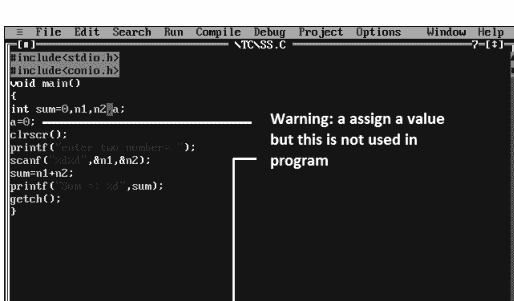 ≡ File Edit Search Run Compile Debug Project Options Window Help
[■] \TC\SS.C 7=[↕]
#include<stdio.h>
#include<conio.h>
void main()
{
int sum=0,n1,n2,a;
a=0;
clrscr();
printf("enter two number= ");
scanf("%d%d",&n1,&n2);
sum=n1+n2;
printf("Sum =: %d",sum);
getch();
}
Warning: a assign a value
but this is not used in
program